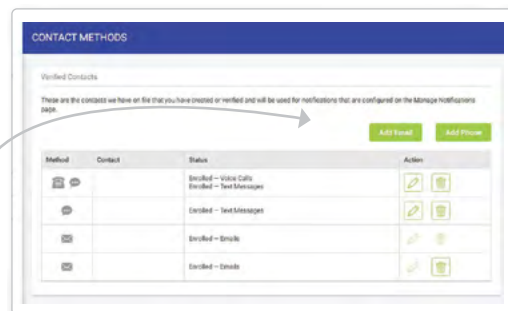 CONTACT METHODS
Verified Contacts
These are the contacts we have on file that you have created or verified and will be used for notifications that are configured on the Manage Notifications
page.
Add Email Add Phone
Method Contact Status Action
Enrolled – Voice Calls
Enrolled – Text Messages
Enrolled – Text Messages
Enrolled – Emails
Enrolled – Emails